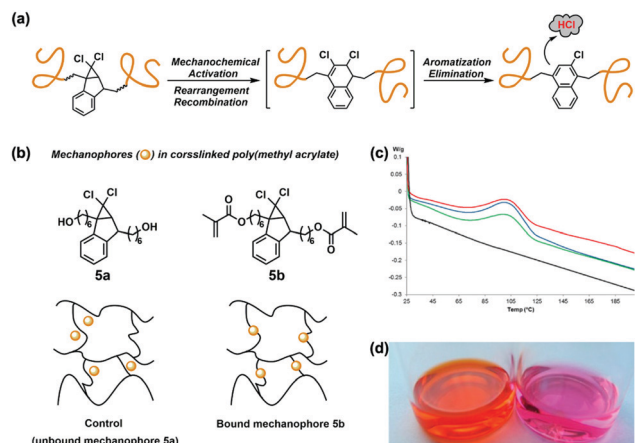 (a)
HCl
Cl Cl
Cl Cl
Cl
Mechanochemical
Activation
Rearrangement
Recombination
Aromatization
Elimination
(b)
Mechanophores ( ) in corsslinked poly(methyl acrylate)
Cl Cl
HO 6
6 OH
5a
Cl Cl
O O 6
6 O O
5b
Control
(unbound mechanophore 5a)
Bound mechanophore 5b
(c)
W/g
0.1
0.05
0
-0.05
-0.1
-0.15
-0.2
-0.25
-0.3
25 45 65 85 105 125 145 165 185
Temp (°C)
(d)